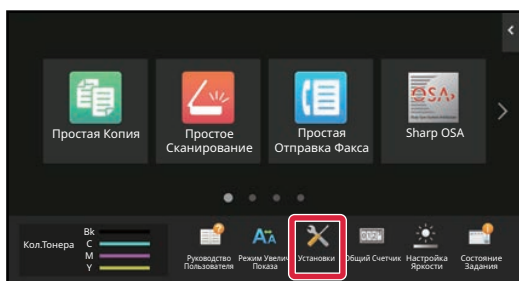 Простая Копия
Простое
Сканирование
Простая
Отправка Факса
OSA
Sharp OSA
Кол.Тонера
Bk
C
M
Y
Руководство
Пользователя
Режим Увелич
Показа
Установки
Общий Счетчик
Настройка
Яркости
Состояние
Задания